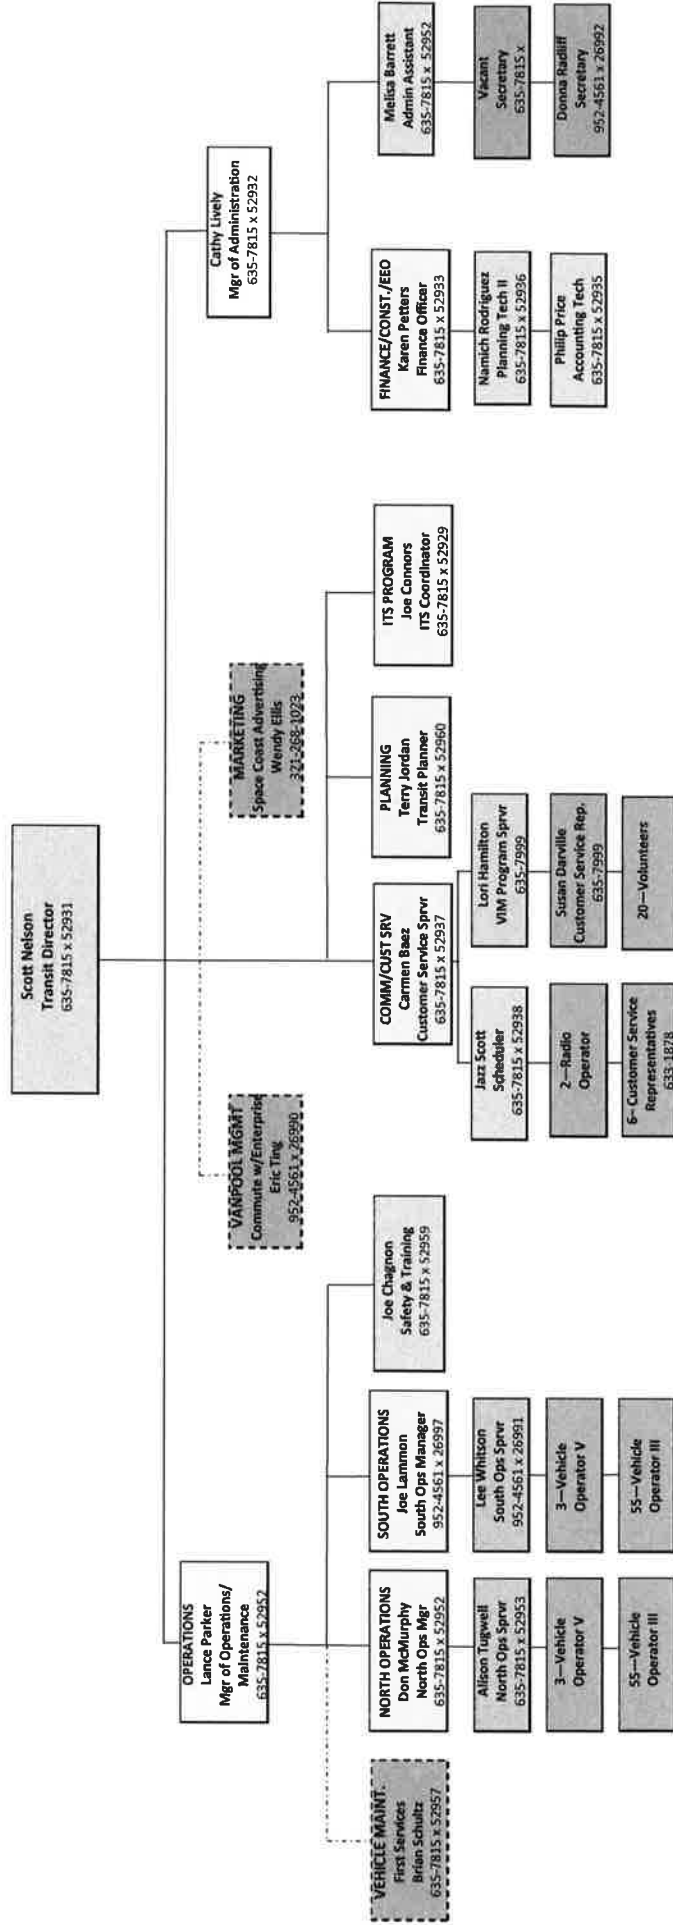 Scott Nelson
Transit Director
635-7815 x 52931
OPERATIONS
Lance Parker
Mgr of Operations/
Maintenance
635-7815 x 52952
VANPOOL MGMT
Commute w/Enterprise
Eric Ting
952-4561 x 26990
MARKETING
Space Coast Advertising
Wendy Ellis
321-268-1023
Cathy Lively
Mgr of Administration
635-7815 x 52932
VEHICLE MAINT.
First Services
Brian Schultz
635-7815 x 52957
NORTH OPERATIONS
Don McMurphy
North Ops Mgr
635-7815 x 52952
Alison Tugwell
North Ops Sprvr
635-7815 x 52953
3—Vehicle
Operator V
55—Vehicle
Operator III
SOUTH OPERATIONS
Joe Lammon
South Ops Manager
952-4561 x 26997
Lee Whitson
South Ops Sprvr
952-4561 x 26991
3—Vehicle
Operator V
55—Vehicle
Operator III
Joe Chagnon
Safety & Training
635-7815 x 52959
COMM/CUST SRV
Carmen Baez
Customer Service Sprvr
635-7815 x 52937
Jazz Scott
Scheduler
635-7815 x 52938
2—Radio
Operator
6– Customer Service
Representatives
633-1878
Lori Hamilton
VIM Program Sprvr
635-7999
Susan Darville
Customer Service Rep.
635-7999
20—Volunteers
PLANNING
Terry Jordan
Transit Planner
635-7815 x 52960
ITS PROGRAM
Joe Connors
ITS Coordinator
635-7815 x 52929
FINANCE/CONST./EEO
Karen Petters
Finance Officer
635-7815 x 52933
Namich Rodriguez
Planning Tech II
635-7815 x 52936
Philip Price
Accounting Tech
635-7815 x 52935
Melisa Barrett
Admin Assistant
635-7815 x 52952
Vacant
Secretary
635-7815 x
Donna Radliff
Secretary
952-4561 x 26992